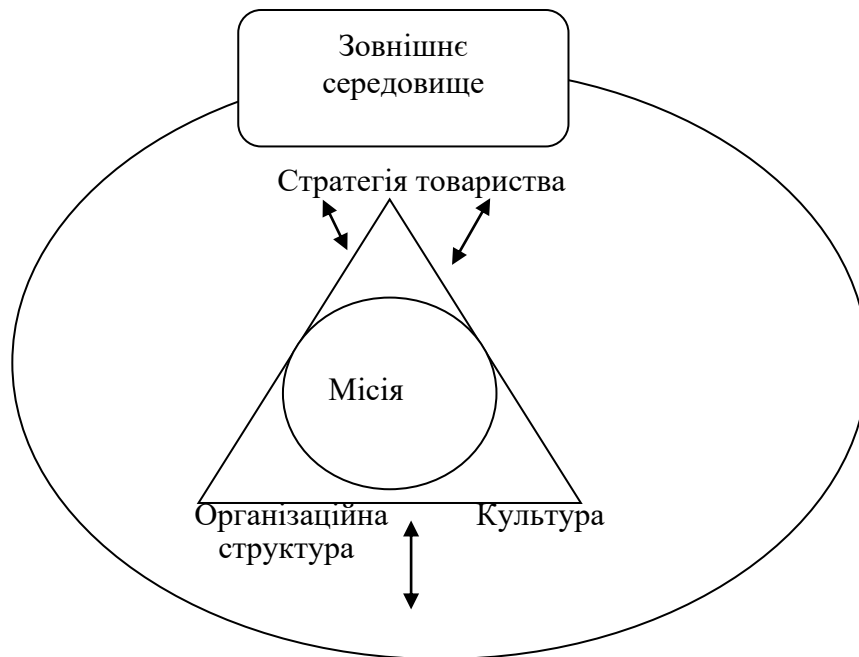 Зовнішнє
середовище
Стратегія товариства
Місія
Організаційна Культура
структура